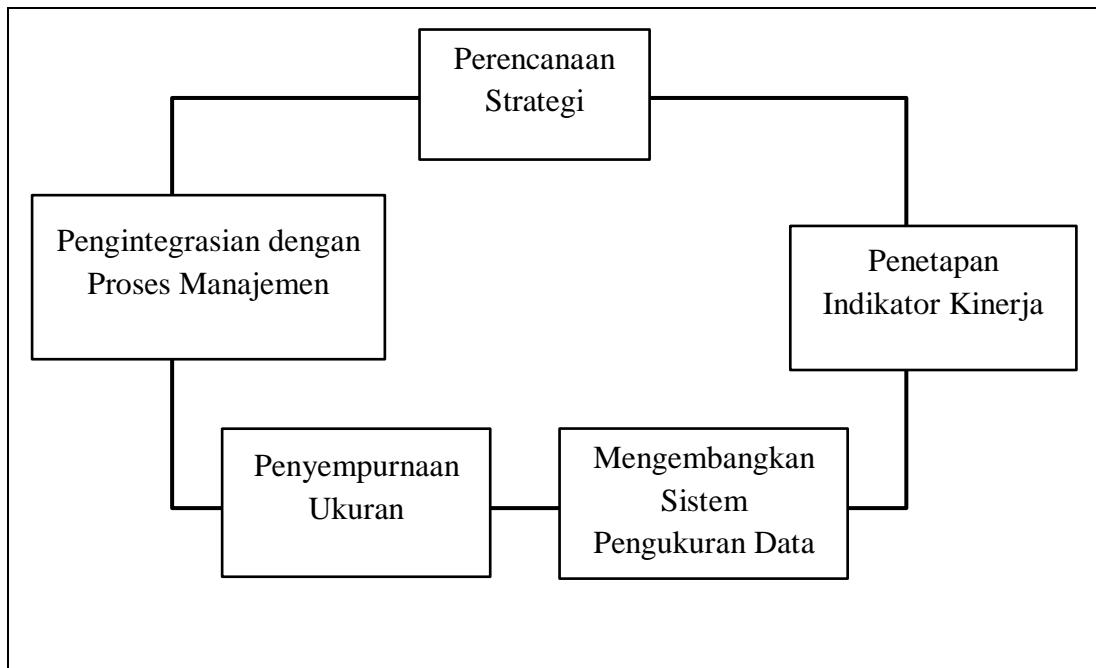 Perencanaan
Strategi
Pengintegrasian dengan
Proses Manajemen
Penetapan
Indikator Kinerja
Penyempurnaan
Ukuran
Mengembangkan
Sistem
Pengukuran Data